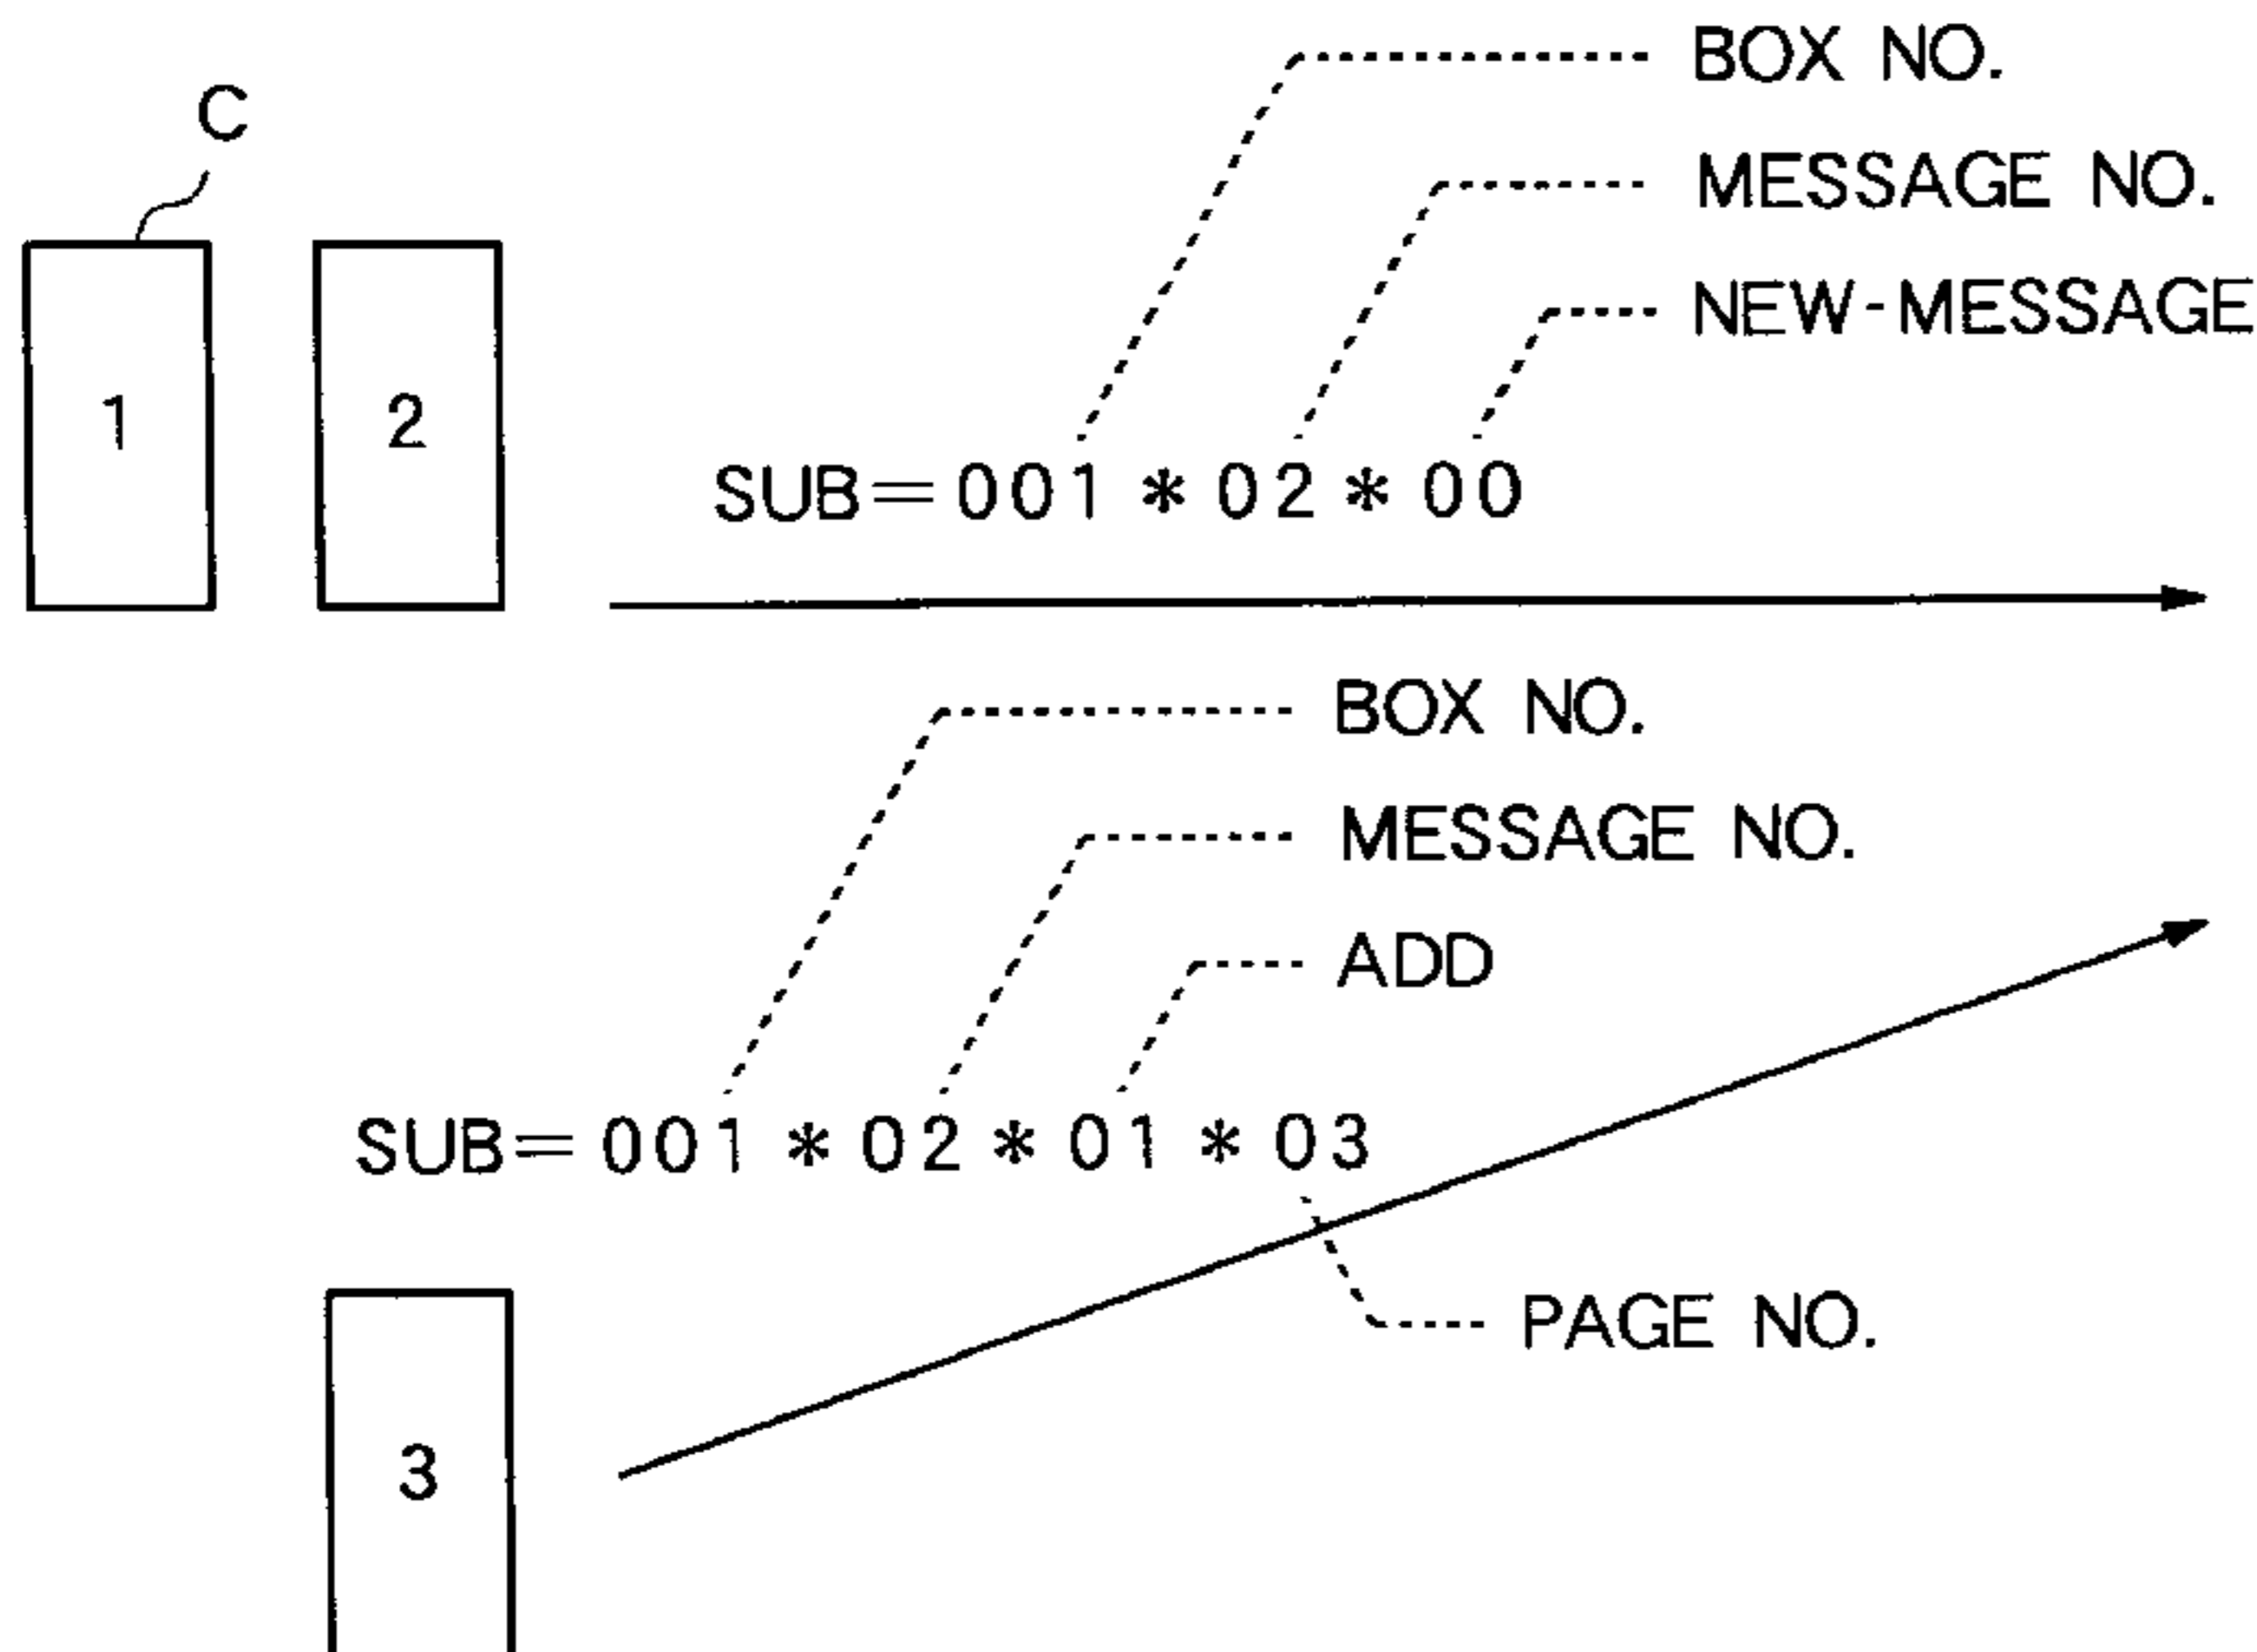 BOX NO.
C
MESSAGE NO.
NEW-MESSAGE
1
2
SUB=001*02*00
BOX NO.
MESSAGE NO.
ADD
SUB=001*02*01*03
PAGE NO.
3